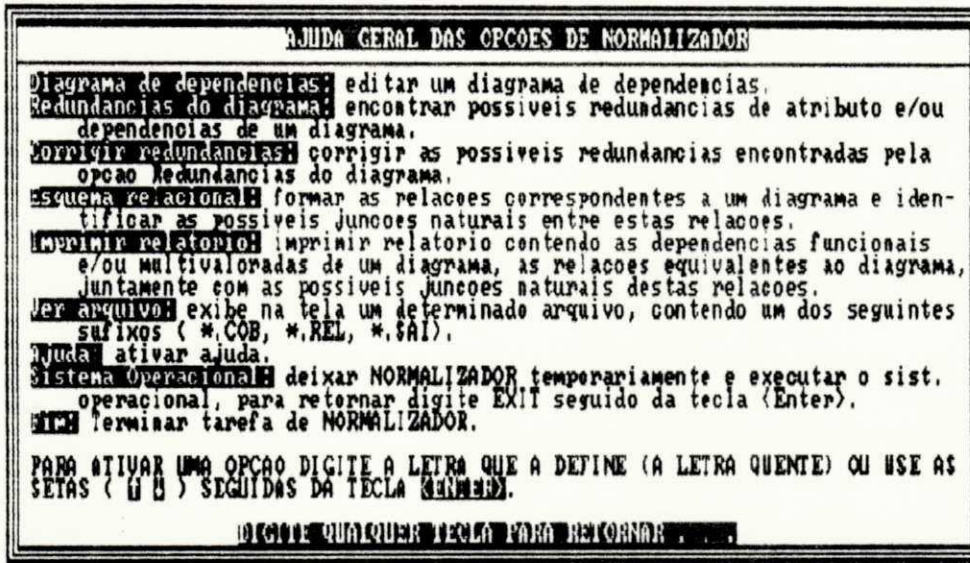 AJUDA GERAL DAS OPCOES DE NORMALIZADOR
Diagrama de dependencias: editar um diagrama de dependencias.
Redundancias do diagrama: encontrar possiveis redundancias de atributo e/ou
dependencias de um diagrama.
Corrigir redundancias: corrigir as possiveis redundancias encontradas pela
opcao Redundancias do diagrama.
Esquema relacional: formar as relacoes correspondentes a um diagrama e iden-
tificar as possiveis juncoes naturais entre estas relacoes.
Imprimir relatorio: imprimir relatorio contendo as dependencias funcionais
e/ou multivaloradas de um diagrama, as relacoes equivalentes ao diagrama,
juntamente com as possiveis juncoes naturais destas relacoes.
Ver arquivo: exibe na tela um determinado arquivo, contendo um dos seguintes
sufixos ( *.COB, *.REL, *.SAI).
Ajuda: ativar ajuda.
Sistema Operacional: deixar NORMALIZADOR temporariamente e executar o sist.
operacional, para retornar digite EXIT seguido da tecla <Enter>.
Fim: Terminar tarefa de NORMALIZADOR.
PARA ATIVAR UMA OPCAO DIGITE A LETRA QUE A DEFINE (A LETRA QUENTE) OU USE AS
SETAS ( ↑ ↓ ) SEGUIDAS DA TECLA <ENTER>.
DIGITE QUALQUER TECLA PARA RETORNAR . . .